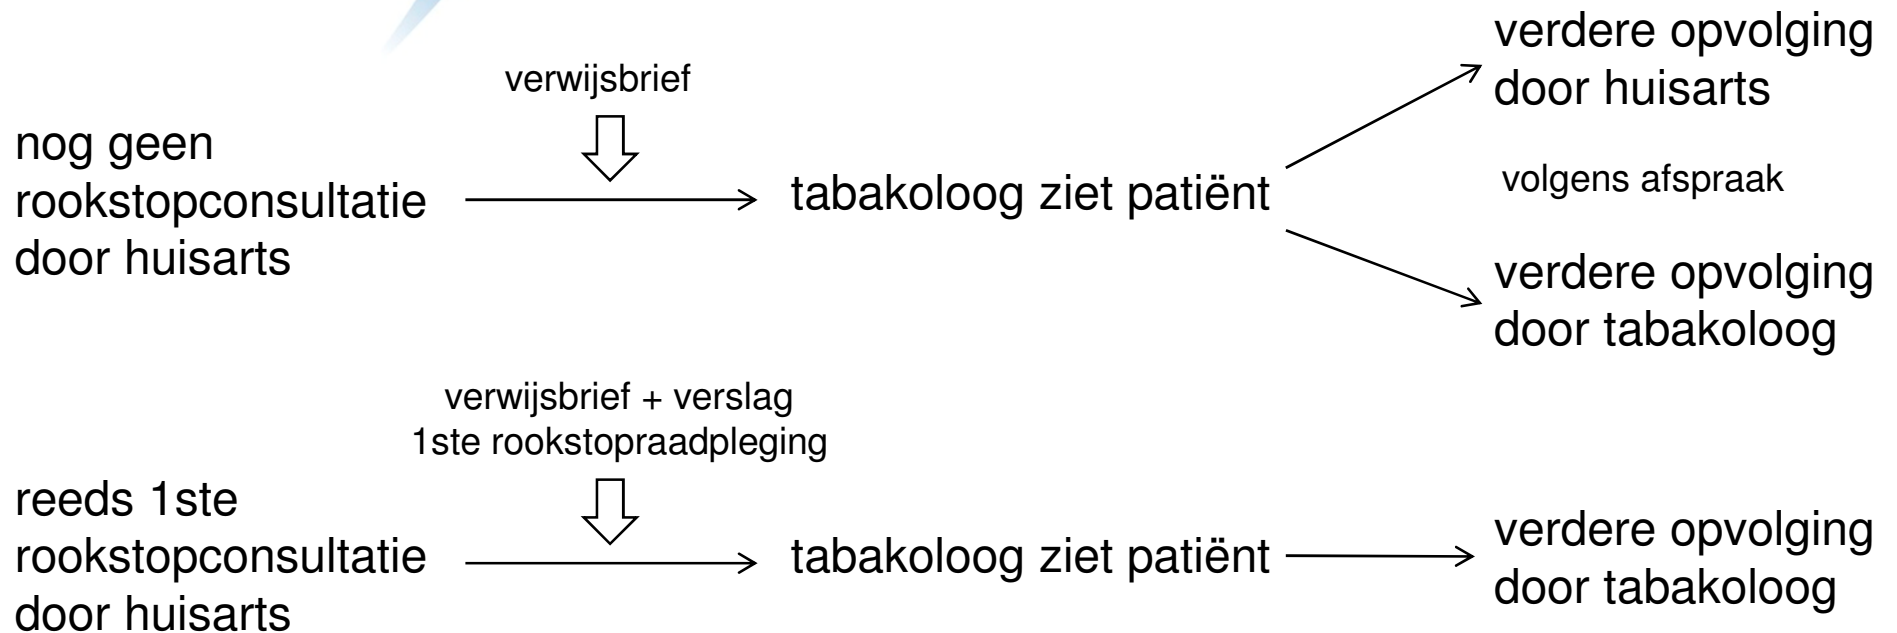 verwijsbrief
nog geen
rookstopconsultatie
door huisarts
tabakoloog ziet patiënt
verdere opvolging
door huisarts
volgens afspraak
verdere opvolging
door tabakoloog
verwijsbrief + verslag
1ste rookstopraadpleging
reeds 1ste
rookstopconsultatie
door huisarts
tabakoloog ziet patiënt
verdere opvolging
door tabakoloog